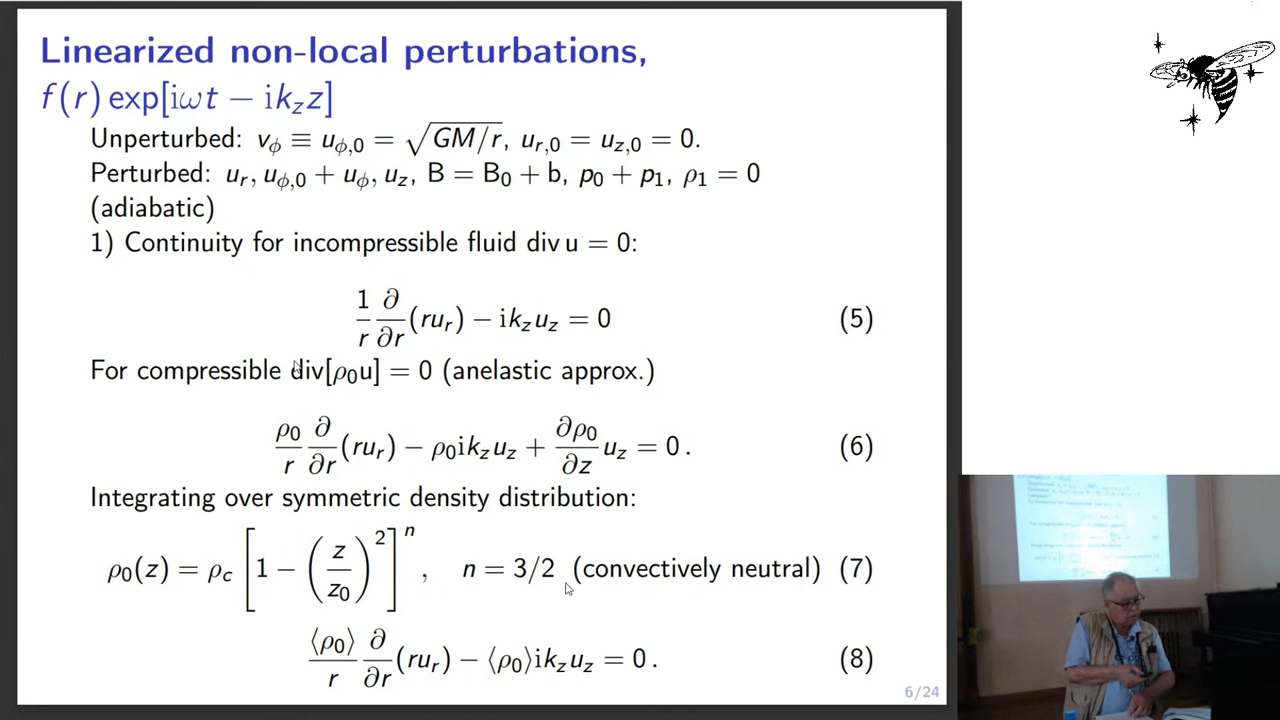 Linearized non-local perturbations,
f(r) exp[iωt − ik_z z]
Unperturbed: v_ϕ ≡ u_{ϕ,0} = √(GM/r), u_{r,0} = u_{z,0} = 0.
Perturbed: u_r, u_{ϕ,0} + u_ϕ, u_z, B = B_0 + b, p_0 + p_1, ρ_1 = 0
(adiabatic)
1) Continuity for incompressible fluid div u = 0:
1/r ∂/∂r (ru_r) − ik_z u_z = 0 (5)
For compressible div[ρ_0 u] = 0 (anelastic approx.)
ρ_0/r ∂/∂r (ru_r) − ρ_0 ik_z u_z + ∂ρ_0/∂z u_z = 0 . (6)
Integrating over symmetric density distribution:
ρ_0(z) = ρ_c [1 − (z/z_0)^2]^n , n = 3/2 (convectively neutral) (7)
⟨ρ_0⟩/r ∂/∂r (ru_r) − ⟨ρ_0⟩ik_z u_z = 0 . (8)
6/24